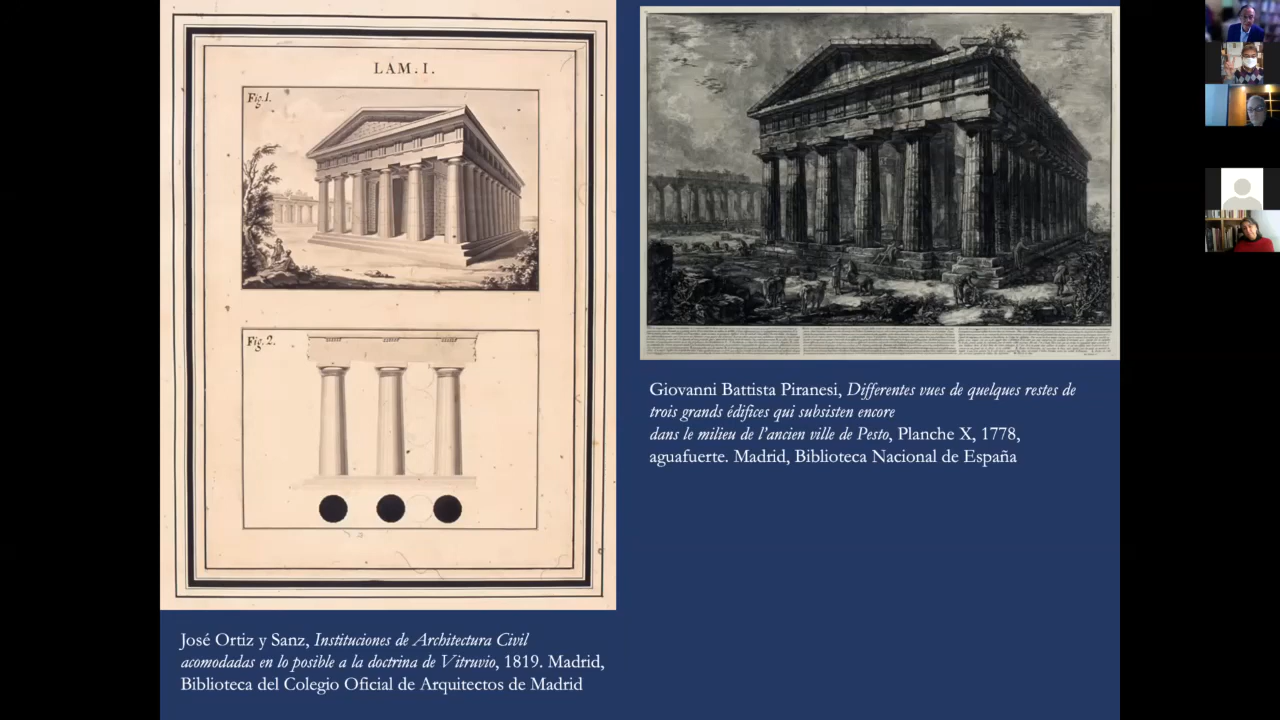 LAM. I.
Fig. 1.
Fig. 2.
José Ortiz y Sanz, Instituciones de Architectura Civil
acomodadas en lo posible a la doctrina de Vitruvio, 1819. Madrid,
Biblioteca del Colegio Oficial de Arquitectos de Madrid
Giovanni Battista Piranesi, Differentes vues de quelques restes de
trois grands édifices qui subsisten encore
dans le milieu de l'ancien ville de Pesto, Planche X, 1778,
aguafuerte. Madrid, Biblioteca Nacional de España